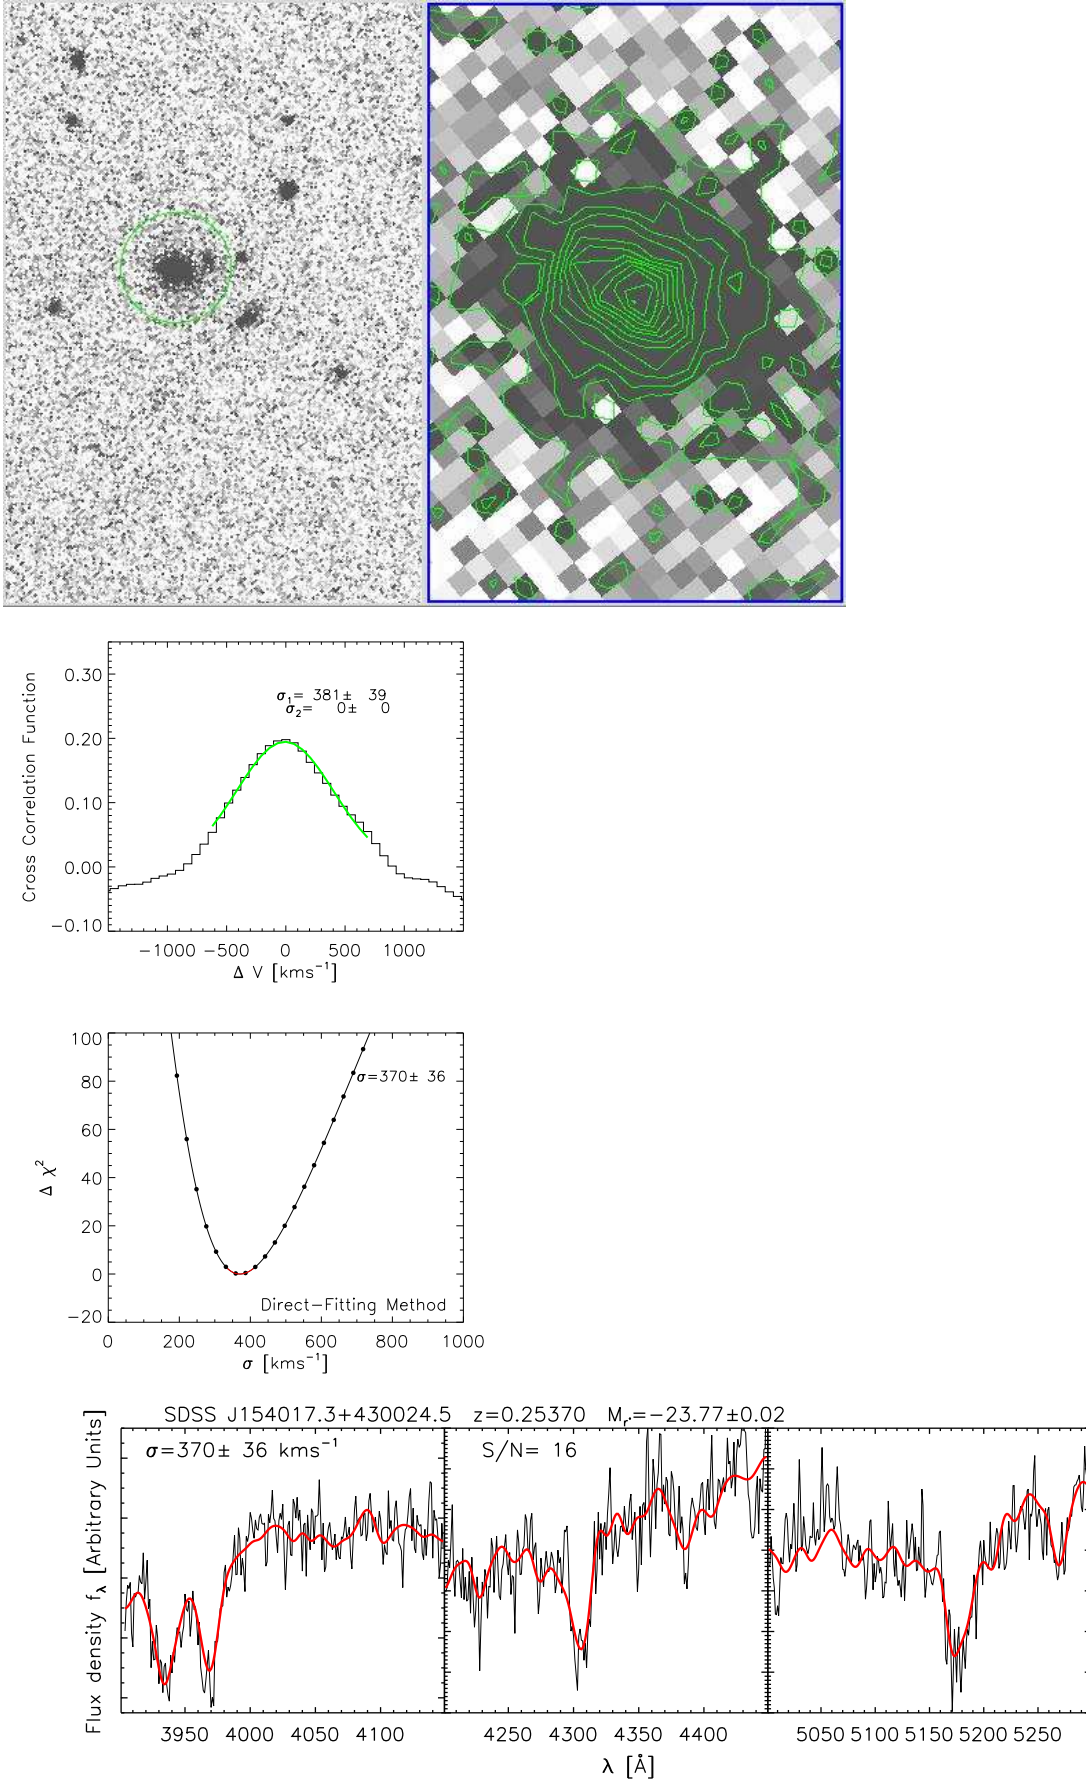 0.30
0.20
0.10
0.00
−0.10
Cross Correlation Function
σ₁= 381± 39
σ₂= 0± 0
−1000 −500 0 500 1000
Δ V [kms⁻¹]
100
80
60
40
20
0
−20
Δ χ²
σ=370± 36
Direct−Fitting Method
0 200 400 600 800 1000
σ [kms⁻¹]
SDSS J154017.3+430024.5 z=0.25370 Mᵣ·=−23.77±0.02
σ=370± 36 kms⁻¹
S/N= 16
Flux density f_λ [Arbitrary Units]
3950 4000 4050 4100 4250 4300 4350 4400 5050 5100 5150 5200 5250
λ [Å]